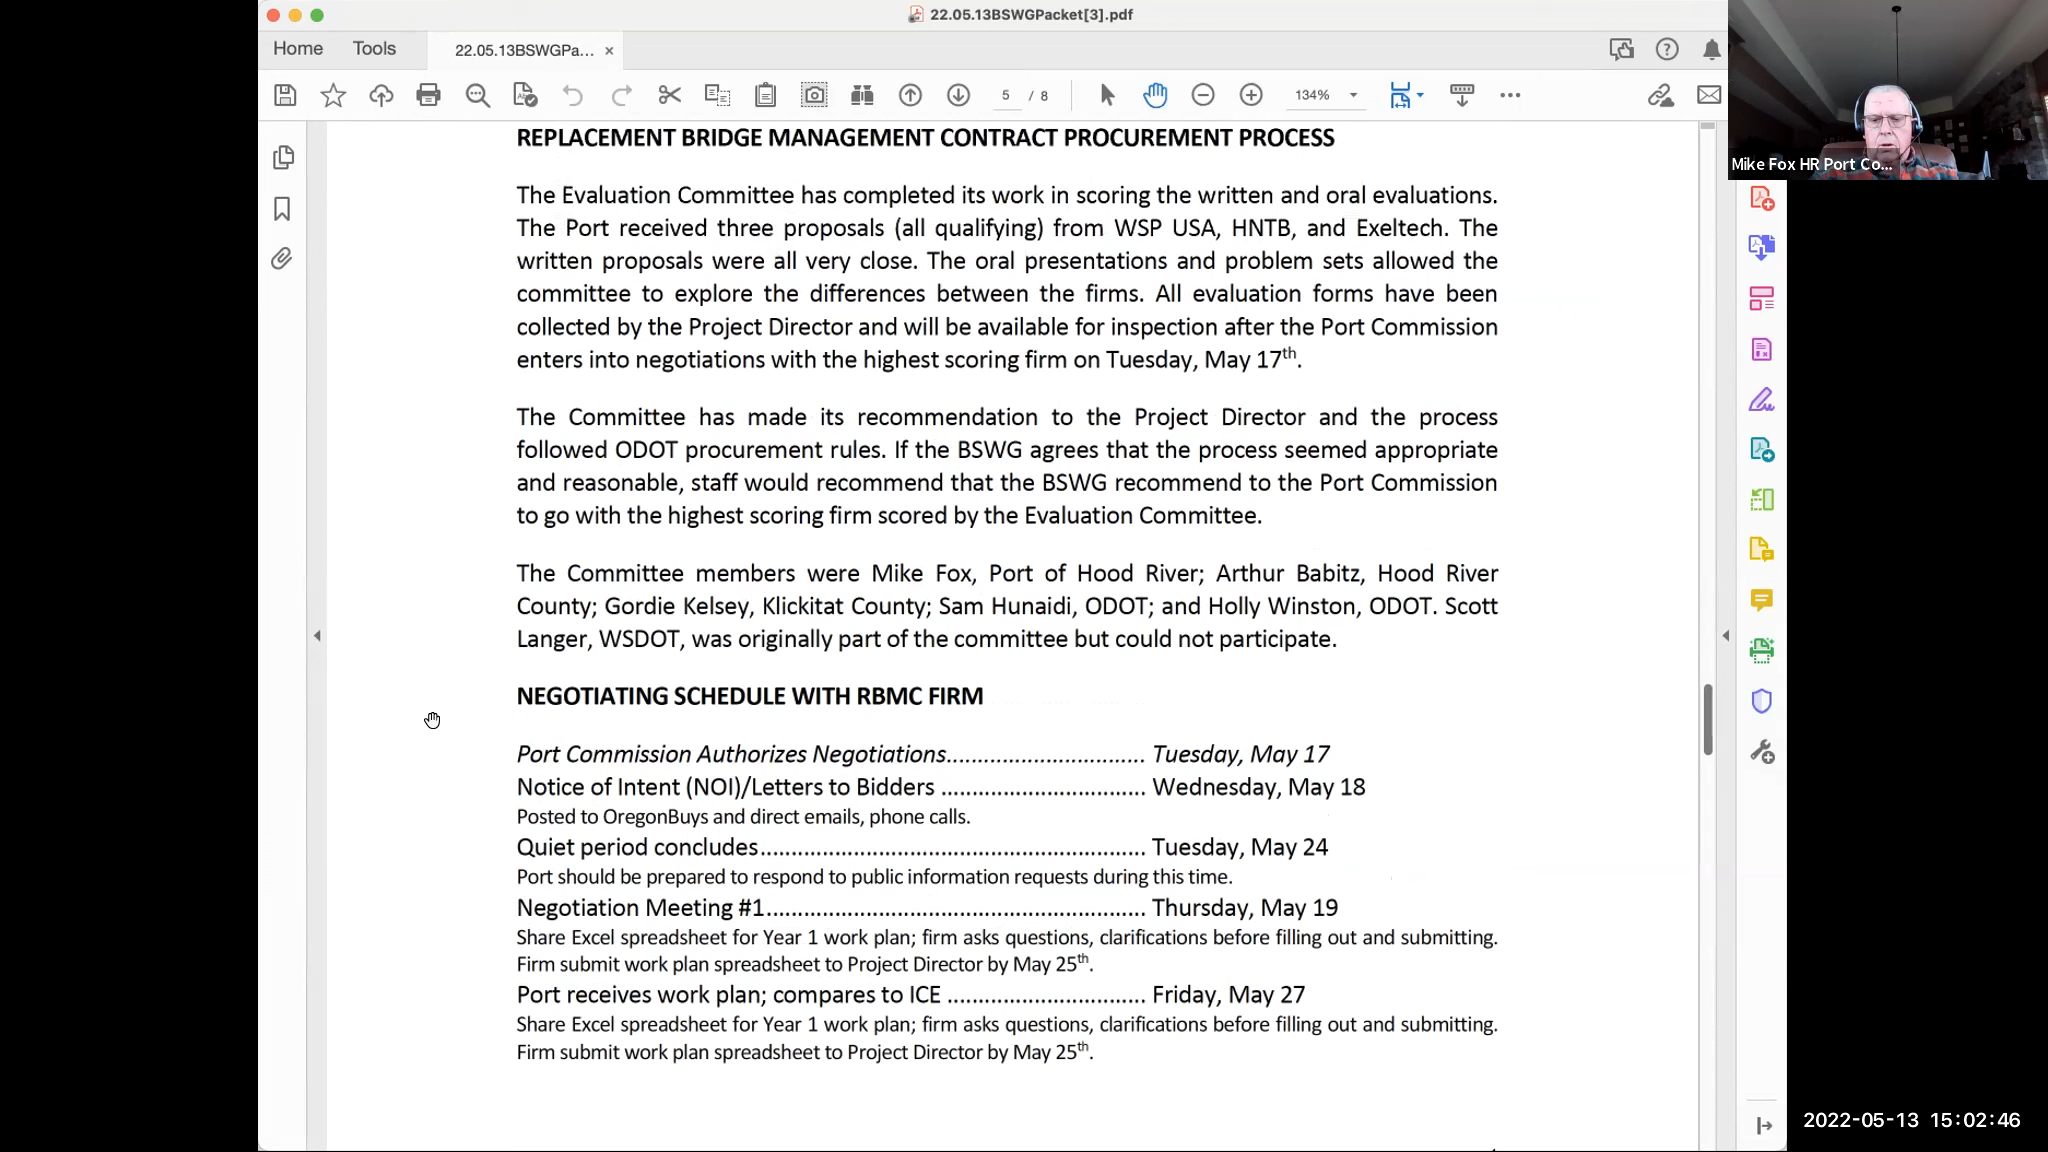 22.05.13BSWGPacket[3].pdf
Home
Tools
22.05.13BSWGPa... ×
5 / 8
134%
Mike Fox HR Port Co...
REPLACEMENT BRIDGE MANAGEMENT CONTRACT PROCUREMENT PROCESS
The Evaluation Committee has completed its work in scoring the written and oral evaluations.
The Port received three proposals (all qualifying) from WSP USA, HNTB, and Exeltech. The
written proposals were all very close. The oral presentations and problem sets allowed the
committee to explore the differences between the firms. All evaluation forms have been
collected by the Project Director and will be available for inspection after the Port Commission
enters into negotiations with the highest scoring firm on Tuesday, May 17th.
The Committee has made its recommendation to the Project Director and the process
followed ODOT procurement rules. If the BSWG agrees that the process seemed appropriate
and reasonable, staff would recommend that the BSWG recommend to the Port Commission
to go with the highest scoring firm scored by the Evaluation Committee.
The Committee members were Mike Fox, Port of Hood River; Arthur Babitz, Hood River
County; Gordie Kelsey, Klickitat County; Sam Hunaidi, ODOT; and Holly Winston, ODOT. Scott
Langer, WSDOT, was originally part of the committee but could not participate.
NEGOTIATING SCHEDULE WITH RBMC FIRM
Port Commission Authorizes Negotiations................................. Tuesday, May 17
Notice of Intent (NOI)/Letters to Bidders ................................. Wednesday, May 18
Posted to OregonBuys and direct emails, phone calls.
Quiet period concludes............................................................... Tuesday, May 24
Port should be prepared to respond to public information requests during this time.
Negotiation Meeting #1.............................................................. Thursday, May 19
Share Excel spreadsheet for Year 1 work plan; firm asks questions, clarifications before filling out and submitting.
Firm submit work plan spreadsheet to Project Director by May 25th.
Port receives work plan; compares to ICE ................................. Friday, May 27
Share Excel spreadsheet for Year 1 work plan; firm asks questions, clarifications before filling out and submitting.
Firm submit work plan spreadsheet to Project Director by May 25th.
2022-05-13 15:02:46